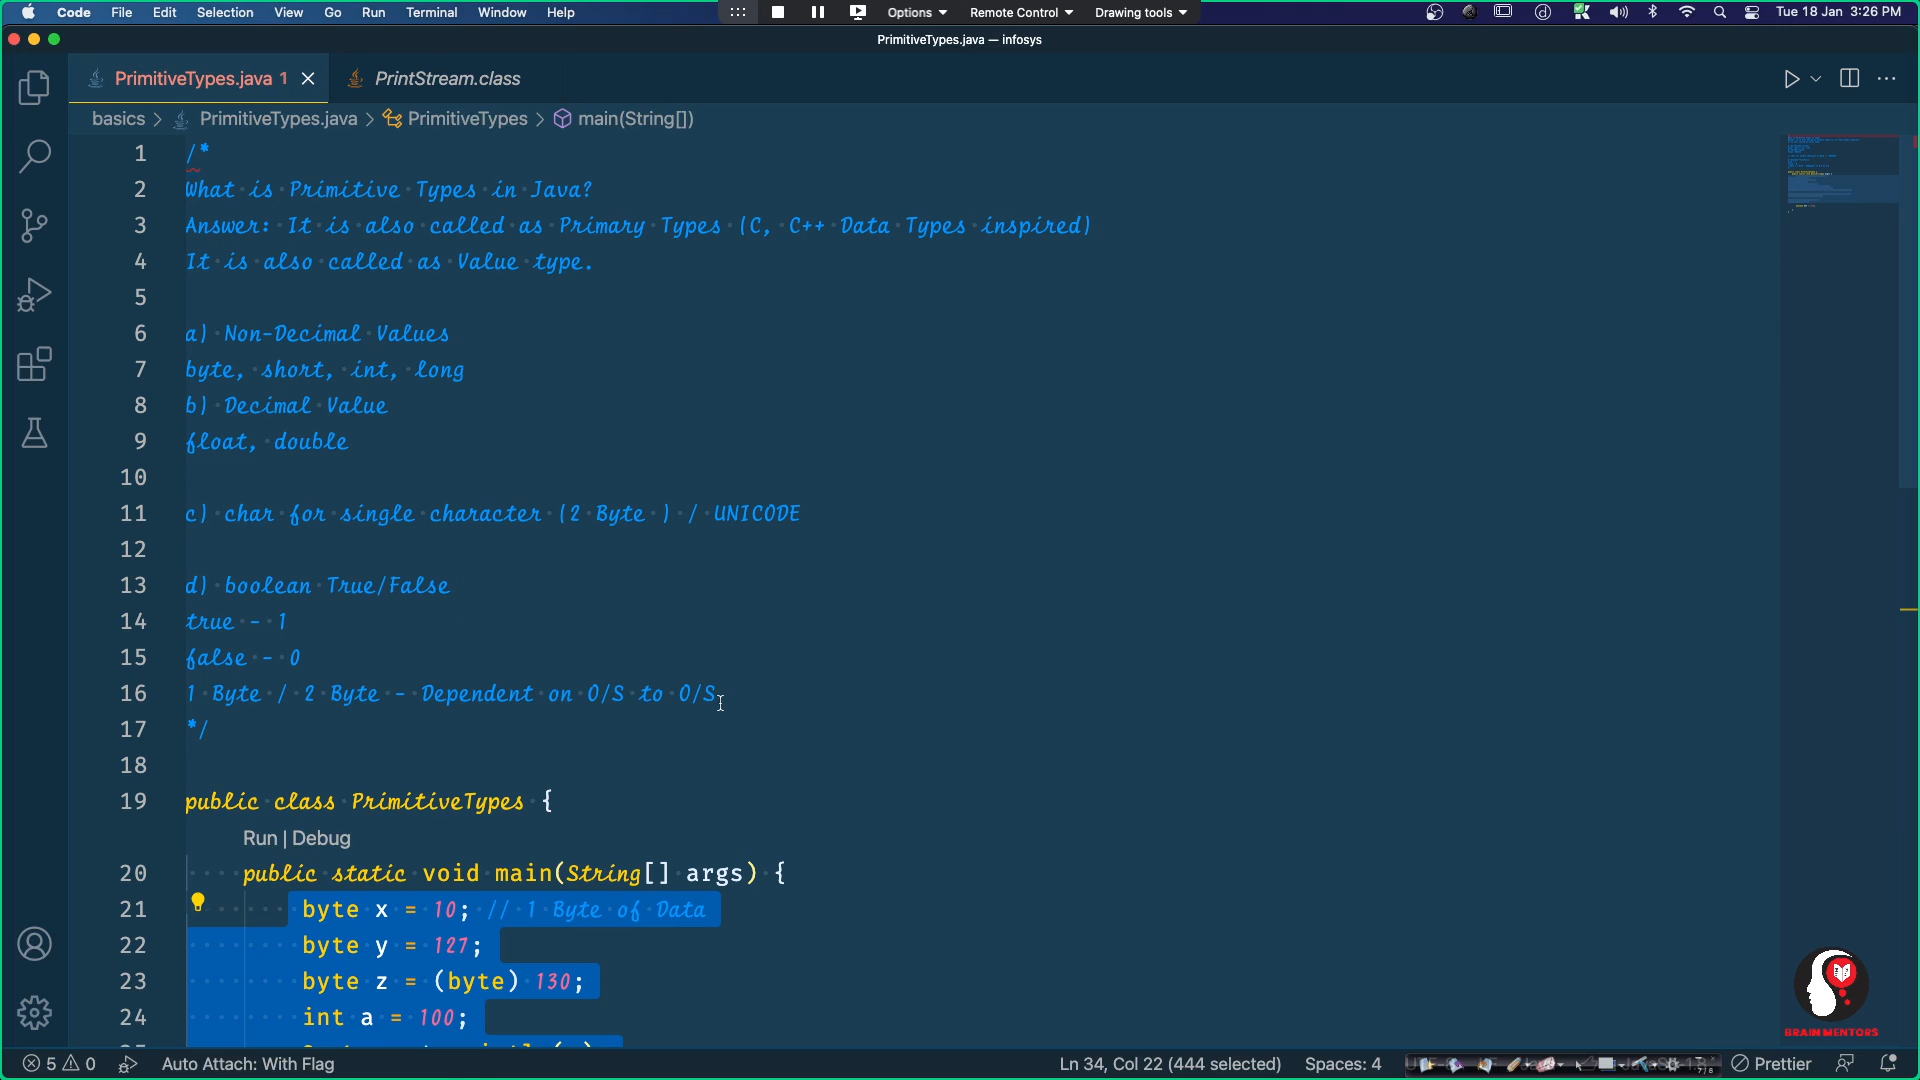 Code File Edit Selection View Go Run Terminal Window Help Options Remote Control Drawing tools Tue 18 Jan 3:26 PM
PrimitiveTypes.java — infosys
PrimitiveTypes.java 1 PrintStream.class
basics > PrimitiveTypes.java > PrimitiveTypes > main(String[])
1 /*
2 What is Primitive Types in Java?
3 Answer: It is also called as Primary Types (C, C++ Data Types inspired)
4 It is also called as Value type.
5
6 a) Non-Decimal Values
7 byte, short, int, long
8 b) Decimal Value
9 float, double
10
11 c) char for single character (2 Byte ) / UNICODE
12
13 d) boolean True/False
14 true - 1
15 false - 0
16 1 Byte / 2 Byte - Dependent on O/S to O/S
17 */
18
19 public class PrimitiveTypes {
Run | Debug
20 public static void main(String[] args) {
21 byte x = 10; // 1 Byte of Data
22 byte y = 127;
23 byte z = (byte) 130;
24 int a = 100;
BRAIN MENTORS
5 0 Auto Attach: With Flag Ln 34, Col 22 (444 selected) Spaces: 4 Prettier